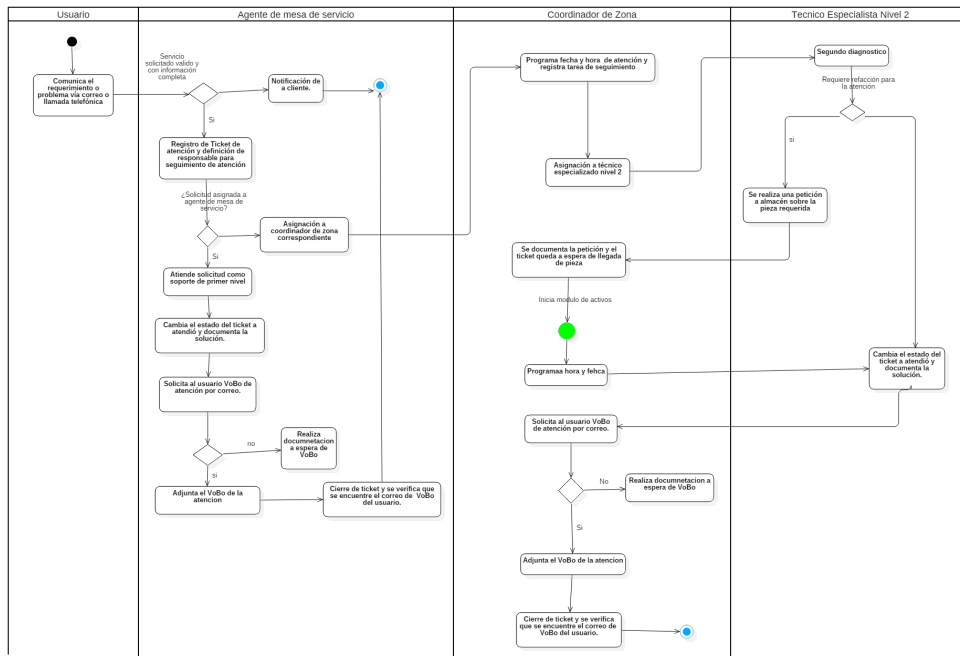 Usuario
Agente de mesa de servicio
Coordinador de Zona
Tecnico Especialista Nivel 2
Comunica el
requerimiento o
problema via correo o
llamada telefónica
Servicio
solicitado valido y
con información
completa
Notificación de
a cliente.
Si
Registro de Ticket de
atención y definición de
responsable para
seguimiento de atención
¿Solicitud asignada a
agente de mesa de
servicio?
Asignación a
coordinador de zona
correspondiente
Si
Atiende solicitud como
soporte de primer nivel
Cambia el estado del ticket a
atendió y documenta la
solución.
Solicita al usuario VoBo de
atención por correo.
no
Realiza
documnetacion
a espera de
VoBo
si
Adjunta el VoBo de la
atencion
Cierre de ticket y se verifica que
se encuentre el correo de VoBo
del usuario.
Programa fecha y hora de atención y
registra tarea de seguimiento
Asignación a técnico
especializado nivel 2
Se documenta la petición y el
ticket queda a espera de llegada
de pieza
Inicia modulo de activos
Programaa hora y fehca
Solicita al usuario VoBo
de atención por correo.
No
Realiza documnetacion a
espera de VoBo
Si
Adjunta el VoBo de la atencion
Cierre de ticket y se verifica
que se encuentre el correo de
VoBo del usuario.
Segundo diagnostico
Requiere refacción para
la atención
si
Se realiza una petición
a almacén sobre la
pieza requerida
Cambia el estado del
ticket a atendió y
documenta la
solución.